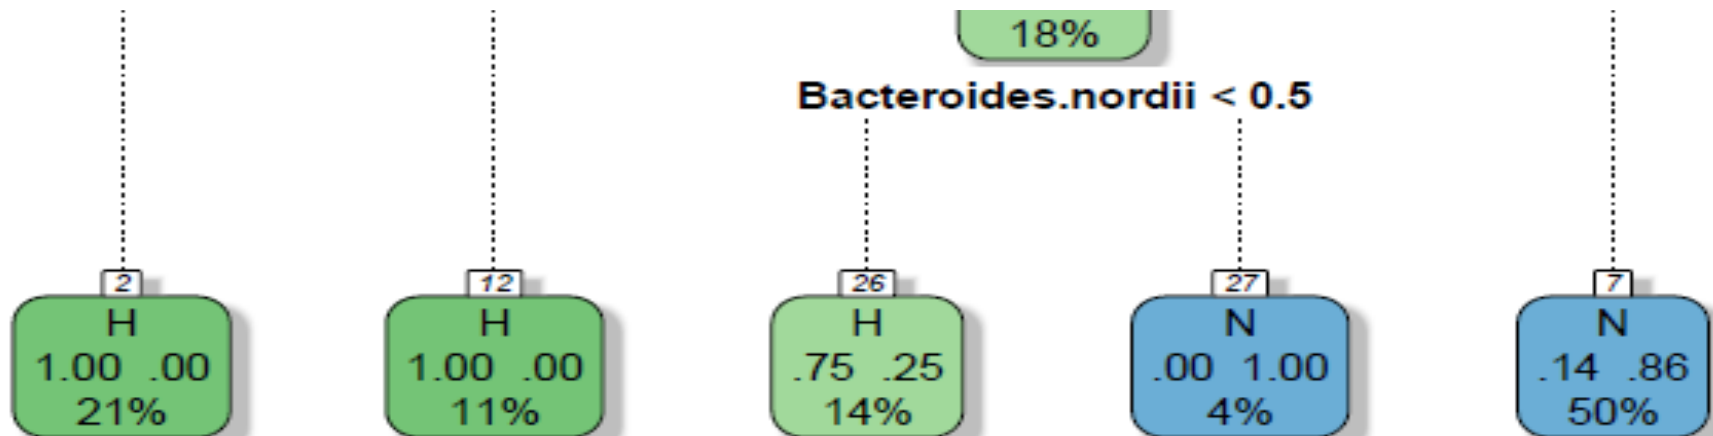 18%
Bacteroides.nordii < 0.5
2
H
1.00 .00
21%
12
H
1.00 .00
11%
26
H
.75 .25
14%
27
N
.00 1.00
4%
7
N
.14 .86
50%